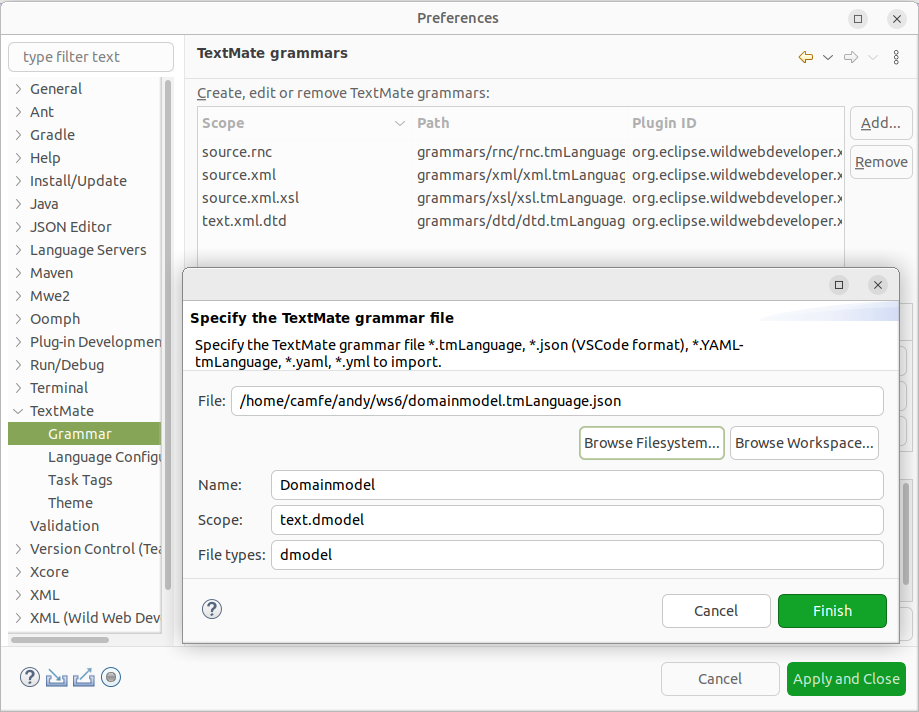 Preferences
type filter text
General
Ant
Gradle
Help
Install/Update
Java
JSON Editor
Language Servers
Maven
Mwe2
Oomph
Plug-in Developmen
Run/Debug
Terminal
TextMate
Grammar
Language Configu
Task Tags
Theme
Validation
Version Control (Tea
Xcore
XML
XML (Wild Web Dev
TextMate grammars
Create, edit or remove TextMate grammars:
Scope Path Plugin ID
source.rnc grammars/rnc/rnc.tmLanguage org.eclipse.wildwebdeveloper.x
source.xml grammars/xml/xml.tmLanguag org.eclipse.wildwebdeveloper.x
source.xml.xsl grammars/xsl/xsl.tmLanguage. org.eclipse.wildwebdeveloper.x
text.xml.dtd grammars/dtd/dtd.tmLanguag org.eclipse.wildwebdeveloper.x
Add...
Remove
Specify the TextMate grammar file
Specify the TextMate grammar file *.tmLanguage, *.json (VSCode format), *.YAML-
tmLanguage, *.yaml, *.yml to import.
File: /home/camfe/andy/ws6/domainmodel.tmLanguage.json
Browse Filesystem... Browse Workspace...
Name: Domainmodel
Scope: text.dmodel
File types: dmodel
Cancel Finish
Cancel Apply and Close